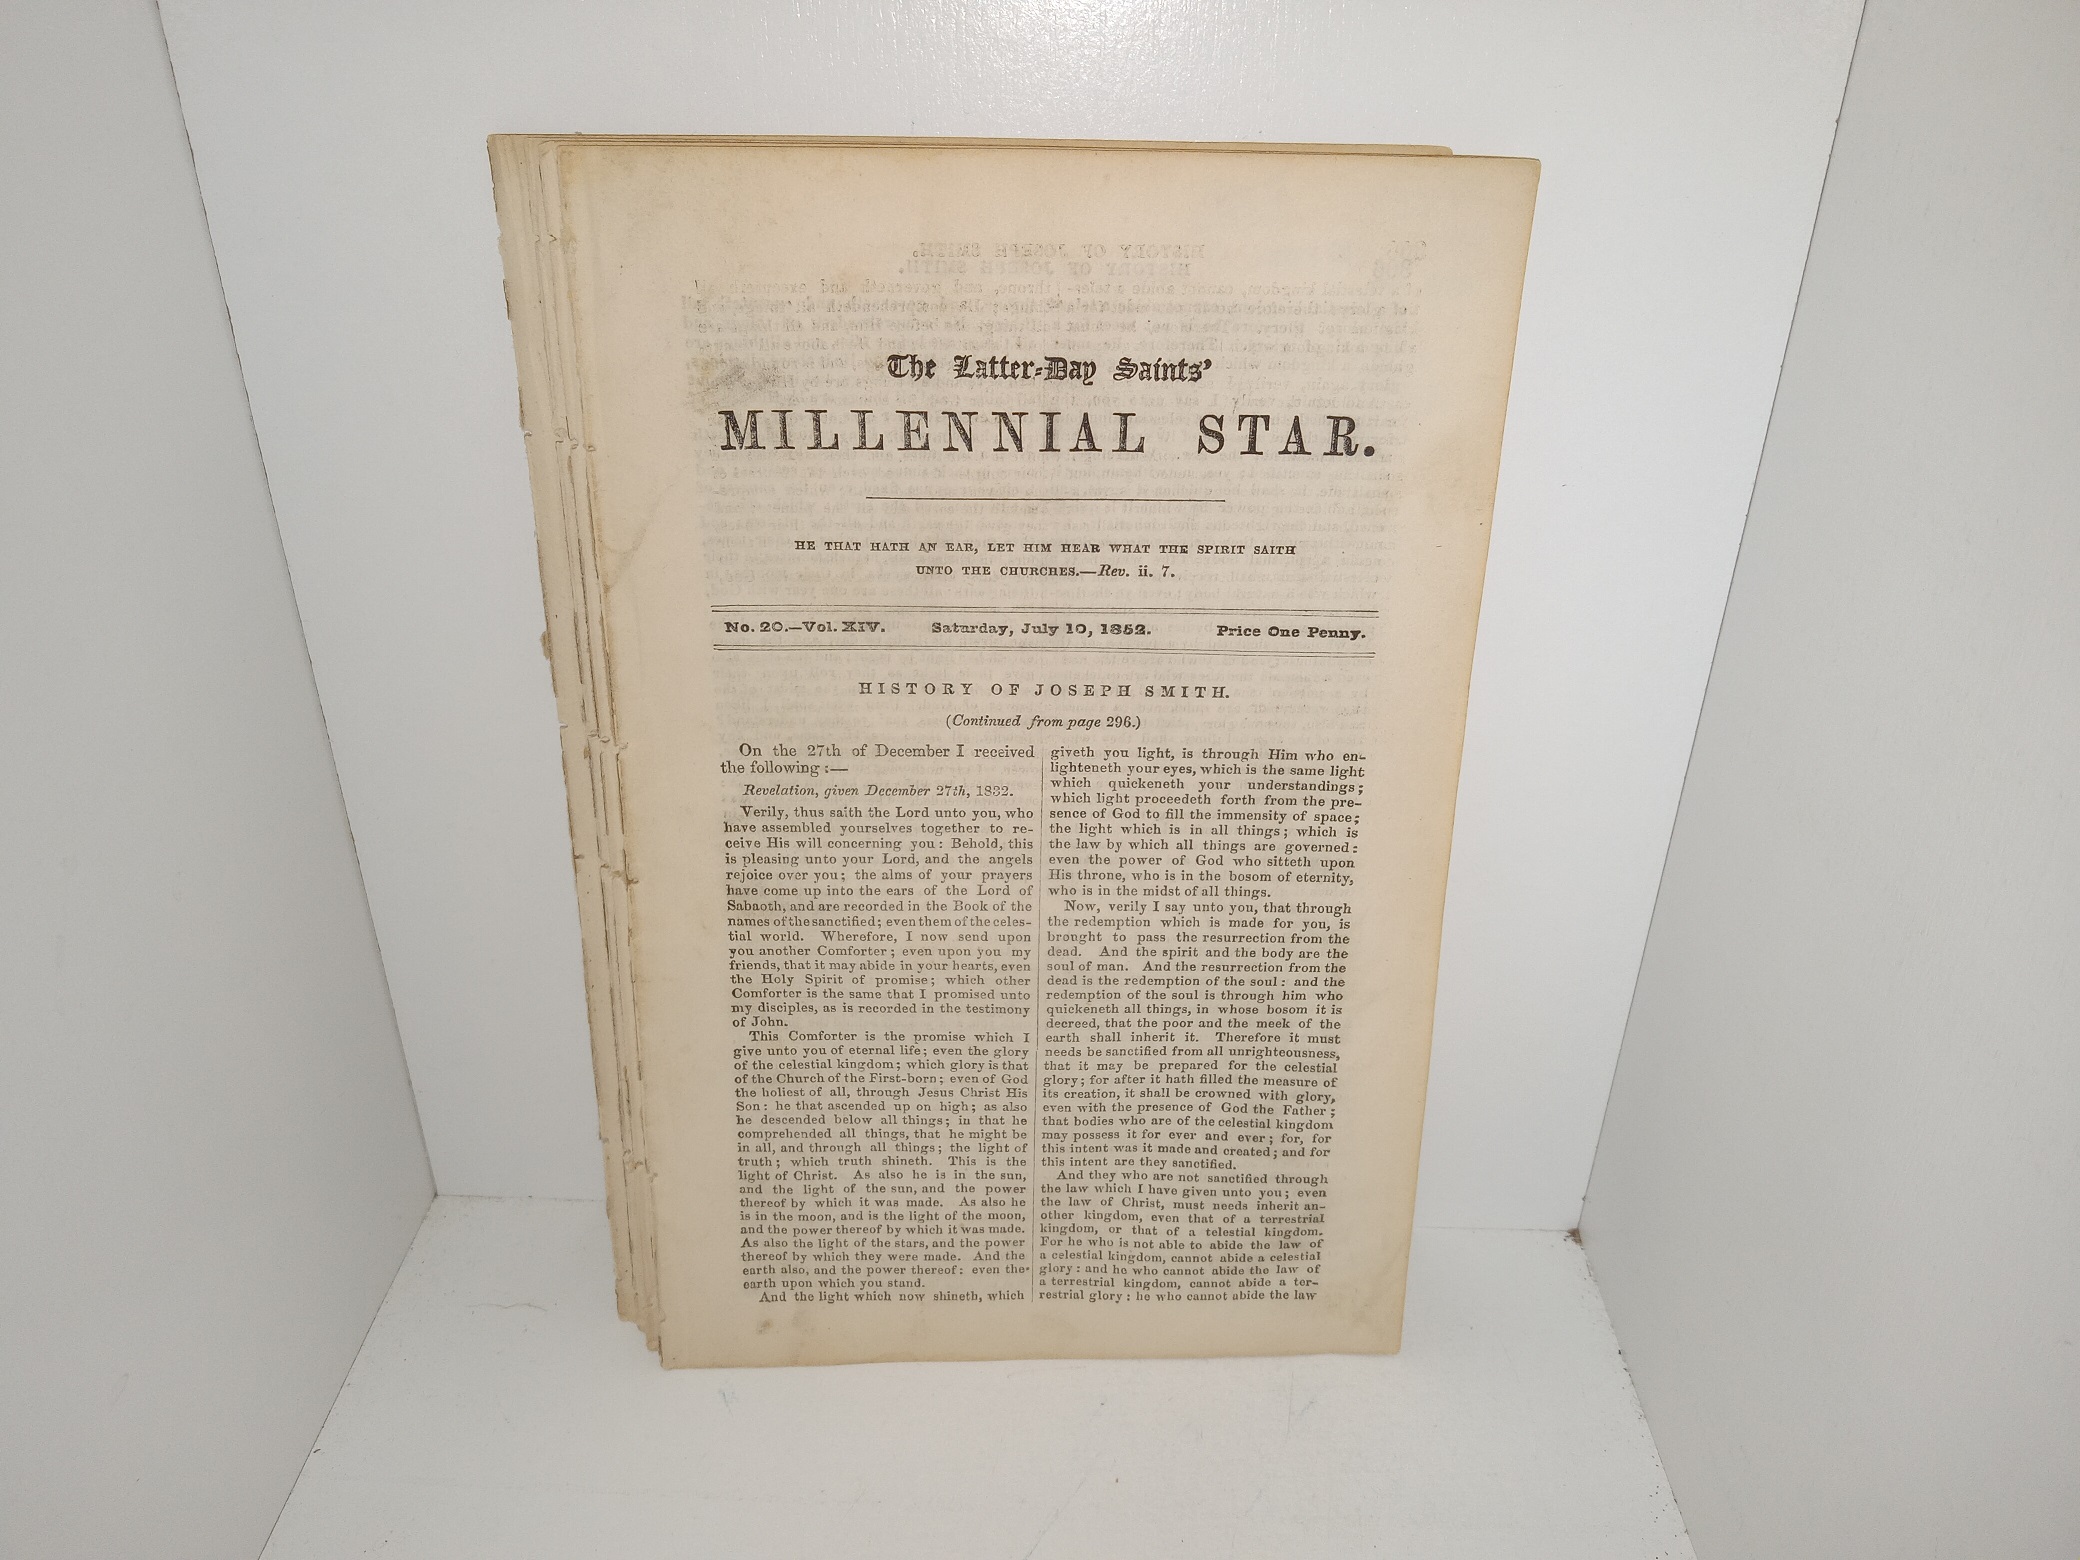 The Latter-Day Saints'
MILLENNIAL STAR.
HE THAT HATH AN EAR, LET HIM HEAR WHAT THE SPIRIT SAITH
UNTO THE CHURCHES.—Rev. ii. 7.
No. 20.—Vol. XIV. Saturday, July 10, 1852. Price One Penny.
HISTORY OF JOSEPH SMITH.
(Continued from page 296.)
On the 27th of December I received
the following :—
Revelation, given December 27th, 1832.
Verily, thus saith the Lord unto you, who
have assembled yourselves together to re-
ceive His will concerning you : Behold, this
is pleasing unto your Lord, and the angels
rejoice over you; the alms of your prayers
have come up into the ears of the Lord of
Sabaoth, and are recorded in the Book of the
names of the sanctified; even them of the celes-
tial world. Wherefore, I now send upon
you another Comforter ; even upon you my
friends, that it may abide in your hearts, even
the Holy Spirit of promise; which other
Comforter is the same that I promised unto
my disciples, as is recorded in the testimony
of John.
This Comforter is the promise which I
give unto you of eternal life; even the glory
of the celestial kingdom; which glory is that
of the Church of the First-born; even of God
the holiest of all, through Jesus Christ His
Son: he that ascended up on high; as also
he descended below all things; in that he
comprehended all things, that he might be
in all, and through all things; the light of
truth; which truth shineth. This is the
light of Christ. As also he is in the sun,
and the light of the sun, and the power
thereof by which it was made. As also he
is in the moon, and is the light of the moon,
and the power thereof by which it was made.
As also the light of the stars, and the power
thereof by which they were made. And the
earth also, and the power thereof: even the
earth upon which you stand.
And the light which now shineth, which
giveth you light, is through Him who en-
lighteneth your eyes, which is the same light
which quickeneth your understandings;
which light proceedeth forth from the pre-
sence of God to fill the immensity of space;
the light which is in all things; which is
the law by which all things are governed:
even the power of God who sitteth upon
His throne, who is in the bosom of eternity,
who is in the midst of all things.
Now, verily I say unto you, that through
the redemption which is made for you, is
brought to pass the resurrection from the
dead. And the spirit and the body are the
soul of man. And the resurrection from the
dead is the redemption of the soul: and the
redemption of the soul is through him who
quickeneth all things, in whose bosom it is
decreed, that the poor and the meek of the
earth shall inherit it. Therefore it must
needs be sanctified from all unrighteousness,
that it may be prepared for the celestial
glory; for after it hath filled the measure of
its creation, it shall be crowned with glory,
even with the presence of God the Father;
that bodies who are of the celestial kingdom
may possess it for ever and ever; for, for
this intent was it made and created; and for
this intent are they sanctified.
And they who are not sanctified through
the law which I have given unto you; even
the law of Christ, must needs inherit an-
other kingdom, even that of a terrestrial
kingdom, or that of a telestial kingdom.
For he who is not able to abide the law of
a celestial kingdom, cannot abide a celestial
glory: and he who cannot abide the law of
a terrestrial kingdom, cannot abide a ter-
restrial glory: he who cannot abide the law